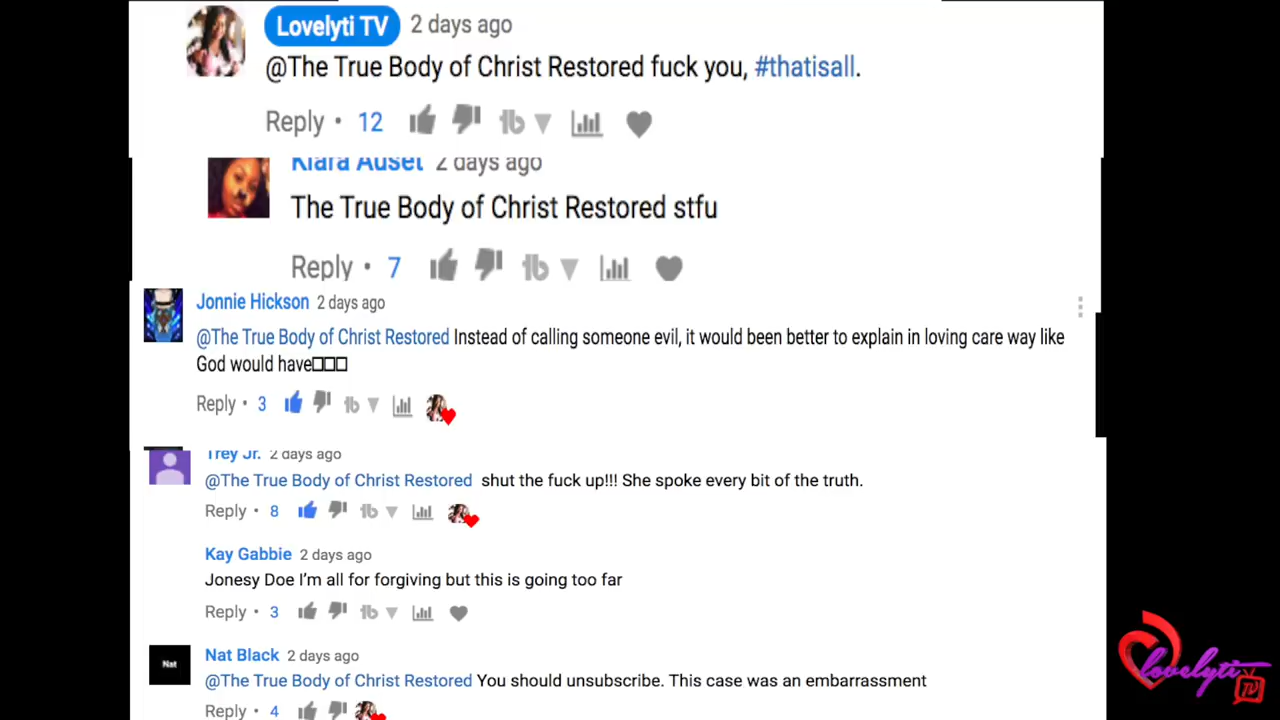 Lovelyti TV 2 days ago
@The True Body of Christ Restored fuck you, #thatisall.
Reply • 12
Kiara Auset 2 days ago
The True Body of Christ Restored stfu
Reply • 7
Jonnie Hickson 2 days ago
@The True Body of Christ Restored Instead of calling someone evil, it would been better to explain in loving care way like
God would have□□□
Reply • 3
Trey Jr. 2 days ago
@The True Body of Christ Restored shut the fuck up!!! She spoke every bit of the truth.
Reply • 8
Kay Gabbie 2 days ago
Jonesy Doe I'm all for forgiving but this is going too far
Reply • 3
Nat
Nat Black 2 days ago
@The True Body of Christ Restored You should unsubscribe. This case was an embarrassment
Reply • 4
Lovelyti
TV